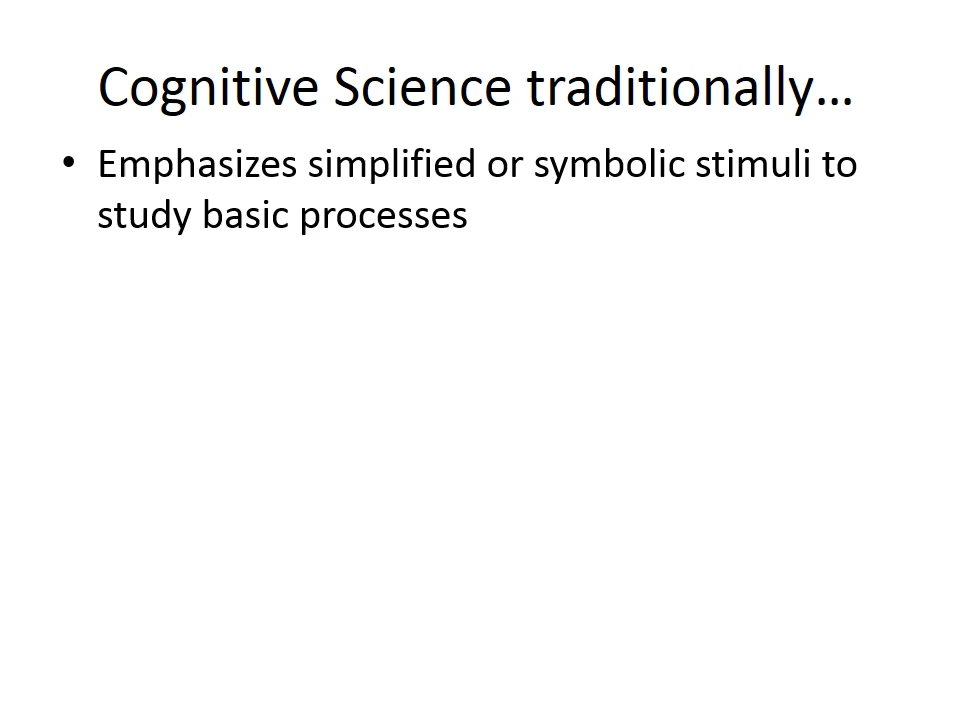 Cognitive Science traditionally…
• Emphasizes simplified or symbolic stimuli to
study basic processes